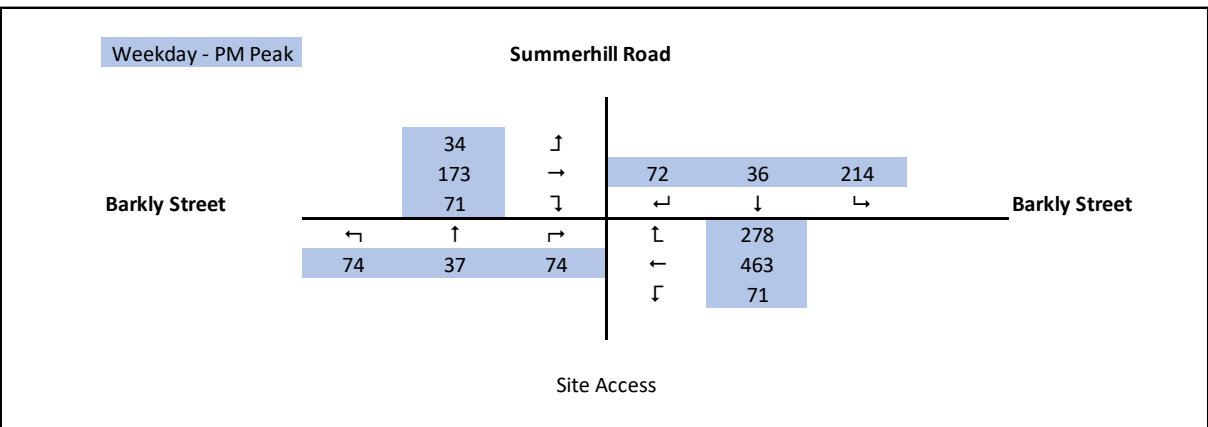 Weekday - PM Peak
Summerhill Road
34 ⮥
173 →
72 36 214
Barkly Street
71 ⮧
↵ ↓ ↳
Barkly Street
↰ ↑ ↱
⮤ 278
74 37 74
← 463
⮦ 71
Site Access